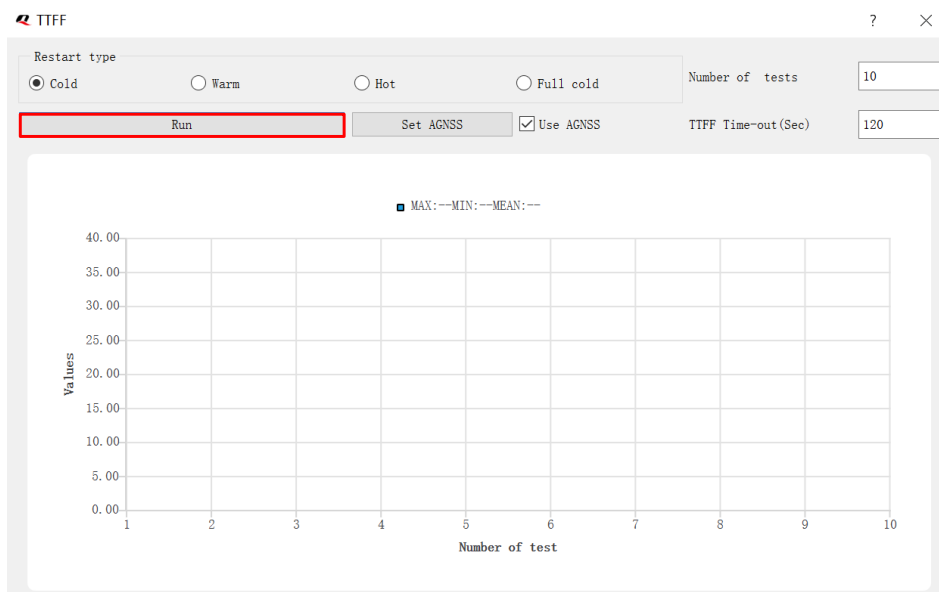 TTFF ?
Restart type
Cold Warm Hot Full cold Number of tests 10
Run Set AGNSS Use AGNSS TTFF Time-out(Sec) 120
MAX:--MIN:--MEAN:--
40.00
35.00
30.00
25.00
20.00
15.00
10.00
5.00
0.00
Values
1 2 3 4 5 6 7 8 9 10
Number of test